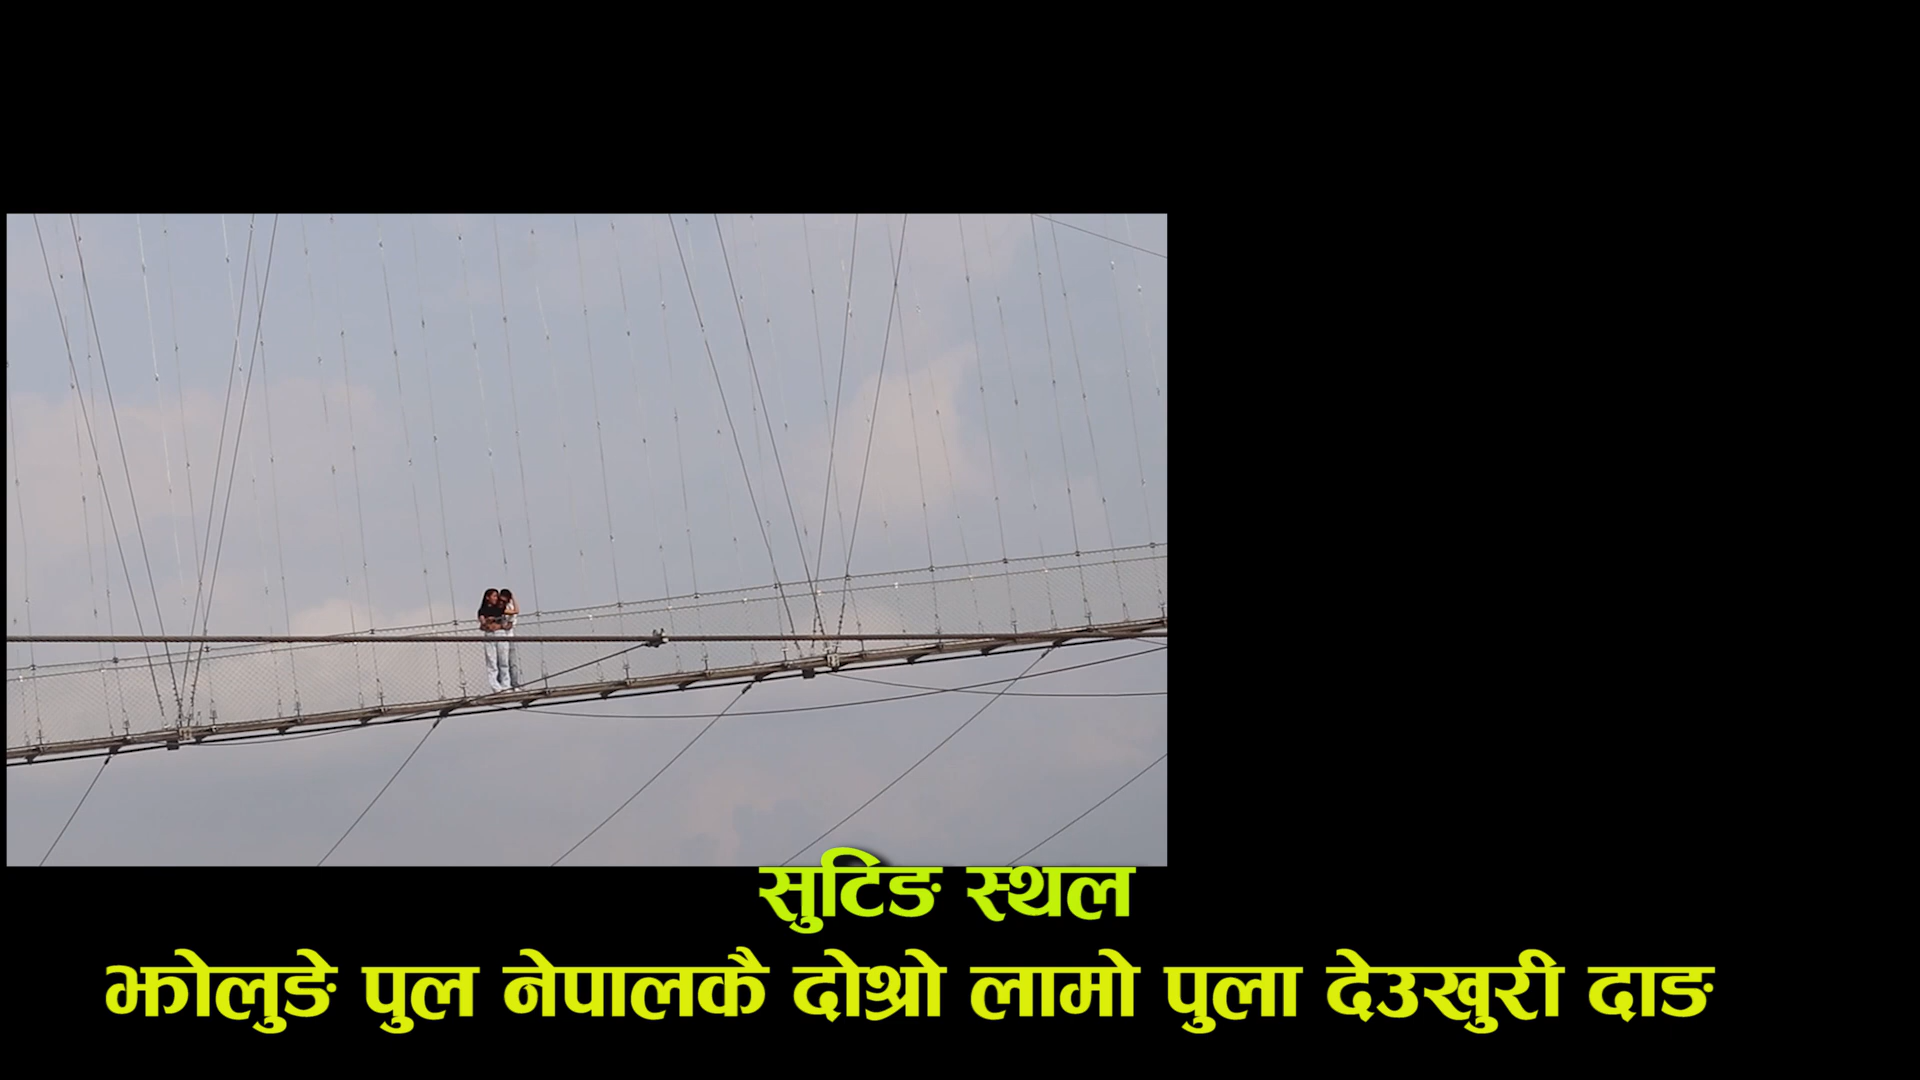 सुटिङ स्थल
झोलुङे पुल नेपालकै दोश्रो लामो पुला देउखुरी दाङ